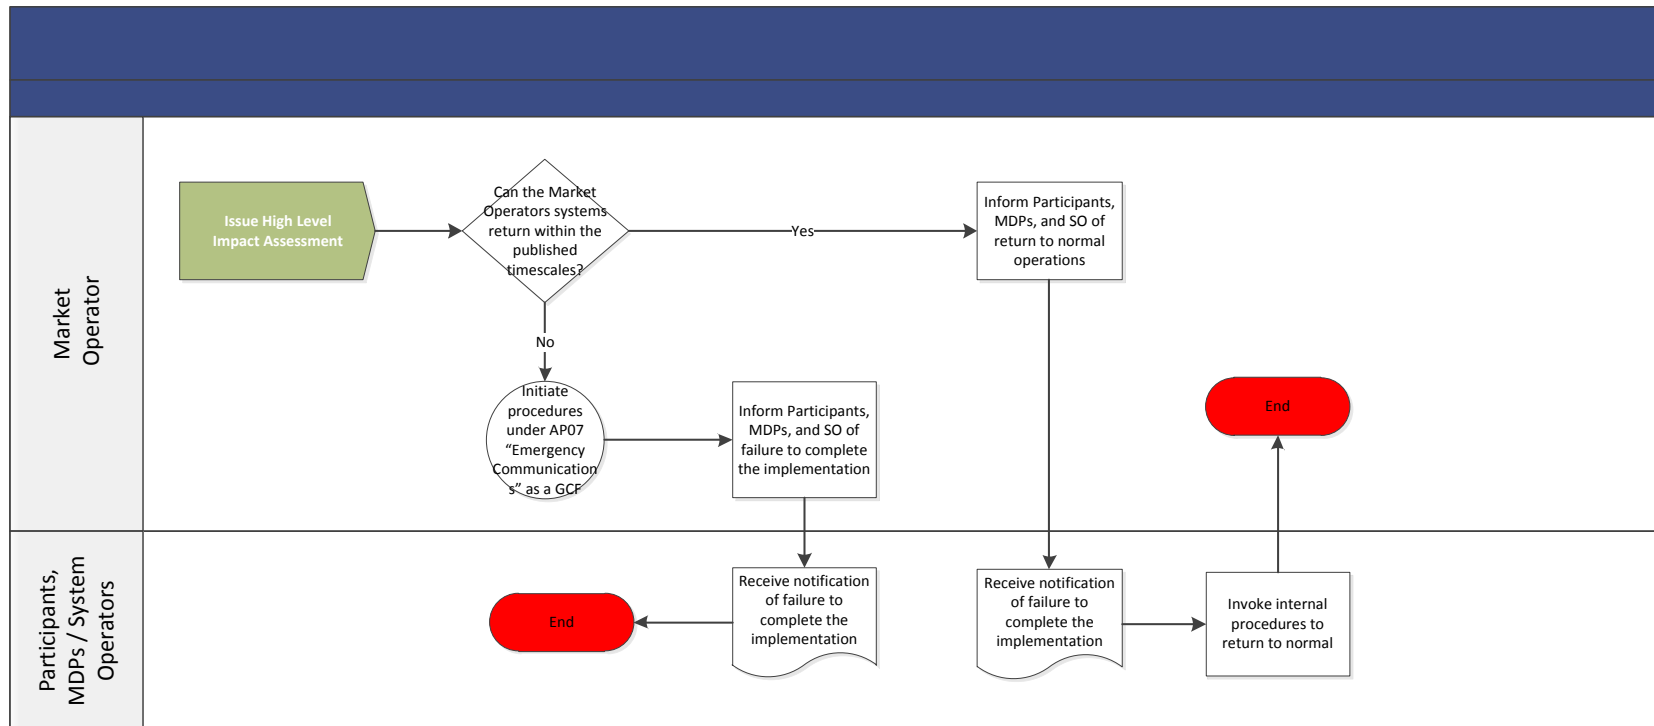 Market
Operator
Issue High Level
Impact Assessment
Can the Market
Operators systems
return within the
published
timescales?
Yes
Inform Participants,
MDPs, and SO of
return to normal
operations
No
Initiate
procedures
under AP07
“Emergency
Communication
s” as a GCF
Inform Participants,
MDPs, and SO of
failure to complete
the implementation
End
Participants,
MDPs / System
Operators
End
Receive notification
of failure to
complete the
implementation
Receive notification
of failure to
complete the
implementation
Invoke internal
procedures to
return to normal